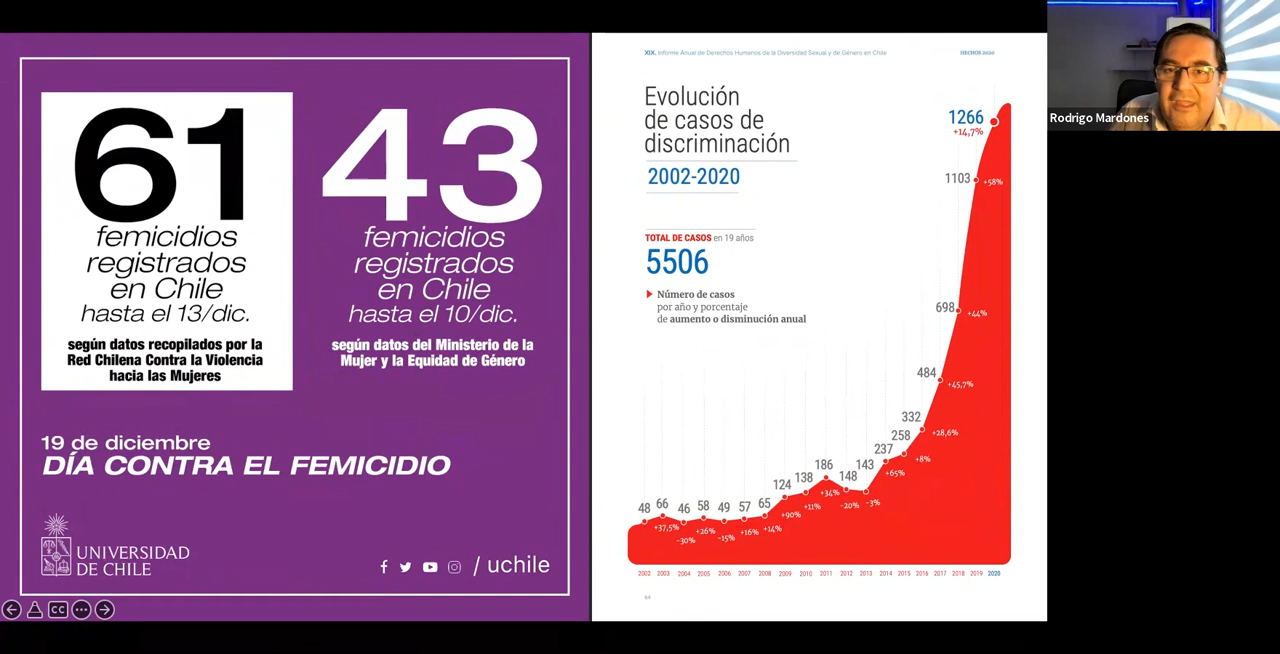 61
femicidios
registrados
en Chile
hasta el 13/dic.
según datos recopilados por la
Red Chilena Contra la Violencia
hacia las Mujeres
43
femicidios
registrados
en Chile
hasta el 10/dic.
según datos del Ministerio de la
Mujer y la Equidad de Género
19 de diciembre
DÍA CONTRA EL FEMICIDIO
UNIVERSIDAD
DE CHILE
/ uchile
CC
XIX. Informe Anual de Derechos Humanos de la Diversidad Sexual y de Género en Chile
HECHOS 2020
Evolución
de casos de
discriminación
2002-2020
TOTAL DE CASOS en 19 años
5506
Número de casos
por año y porcentaje
de aumento o disminución anual
1266
+14,7%
1103
+58%
698
+44%
484
+45,7%
332
+28,6%
258
+8%
237
+65%
143
-3%
148
-20%
186
+34%
138
+11%
124
+90%
65
+14%
57
+16%
49
-15%
58
+26%
46
-30%
66
+37,5%
48
2002 2003 2004 2005 2006 2007 2008 2009 2010 2011 2012 2013 2014 2015 2016 2017 2018 2019 2020
64
Rodrigo Mardones